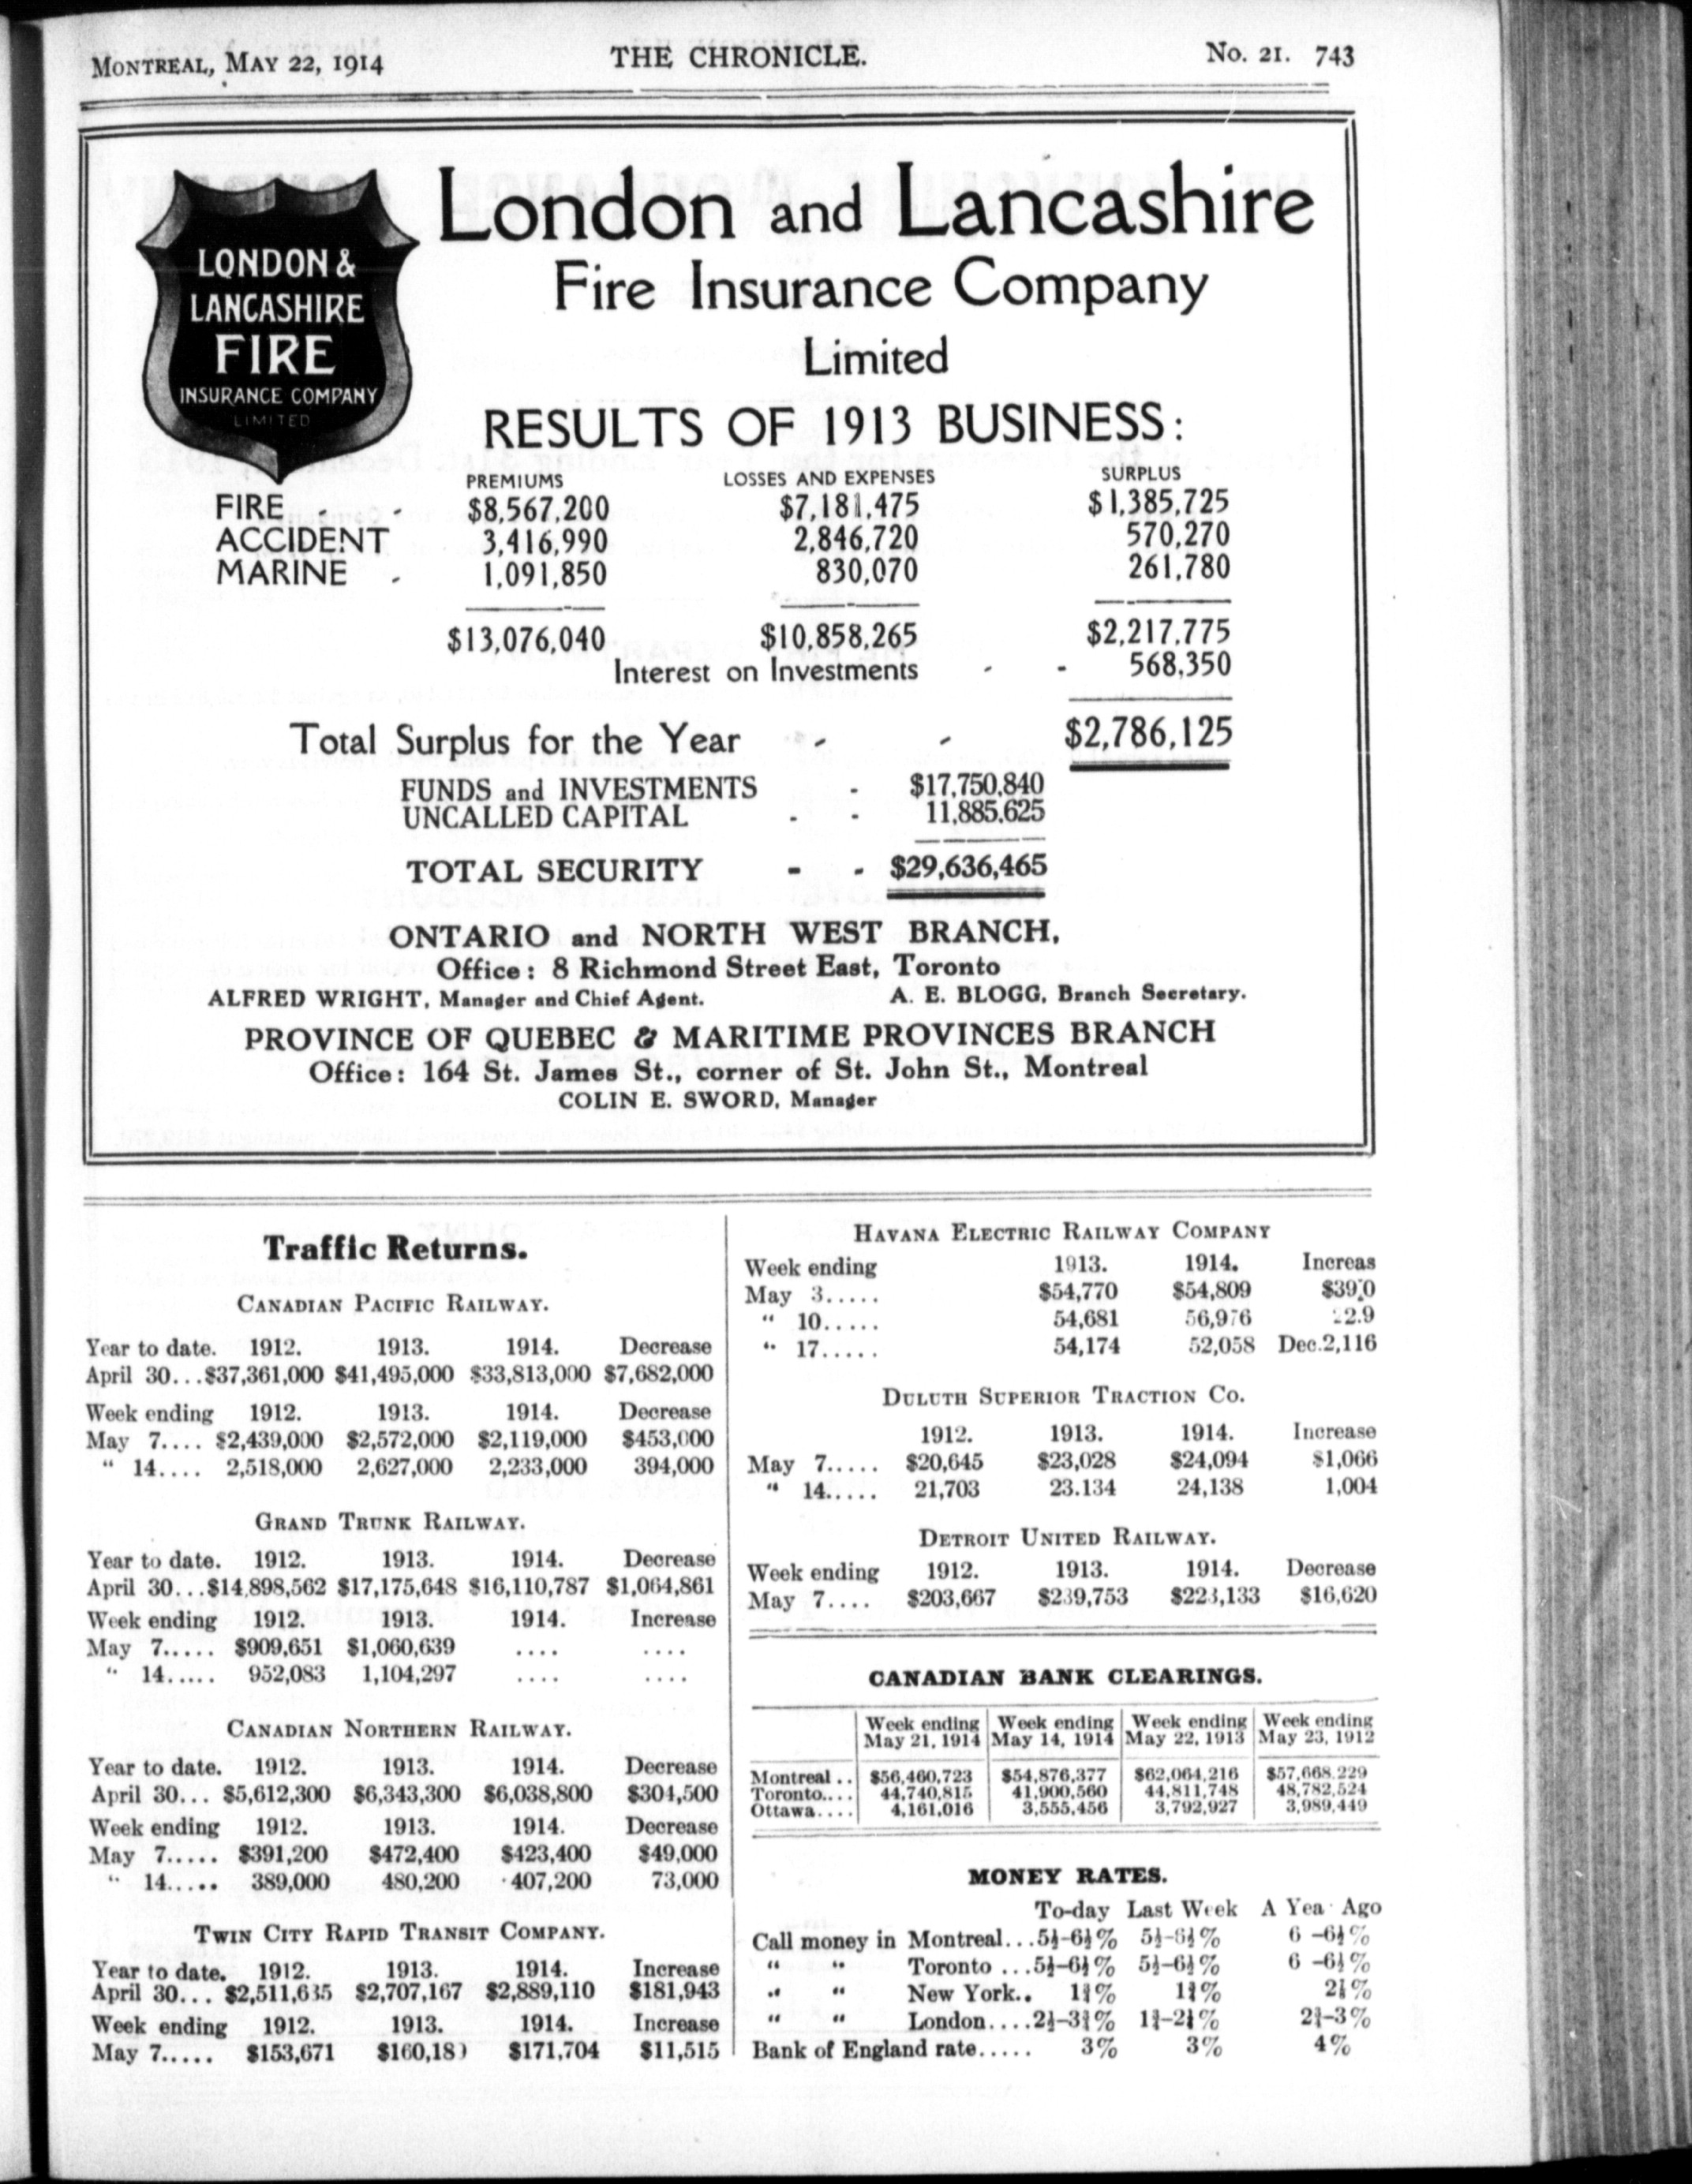 MONTREAL, MAY 22, 1914 THE CHRONICLE. No. 21. 743
LONDON &
LANCASHIRE
FIRE
INSURANCE COMPANY
LIMITED
London and Lancashire
Fire Insurance Company
Limited
RESULTS OF 1913 BUSINESS:
PREMIUMS LOSSES AND EXPENSES SURPLUS
FIRE - - $8,567,200 $7,181,475 $1,385,725
ACCIDENT 3,416,990 2,846,720 570,270
MARINE - 1,091,850 830,070 261,780
$13,076,040 $10,858,265 $2,217,775
Interest on Investments - - 568,350
Total Surplus for the Year - - $2,786,125
FUNDS and INVESTMENTS - $17,750,840
UNCALLED CAPITAL - - 11,885,625
TOTAL SECURITY - - $29,636,465
ONTARIO and NORTH WEST BRANCH,
Office: 8 Richmond Street East, Toronto
ALFRED WRIGHT, Manager and Chief Agent. A. E. BLOGG, Branch Secretary.
PROVINCE OF QUEBEC & MARITIME PROVINCES BRANCH
Office: 164 St. James St., corner of St. John St., Montreal
COLIN E. SWORD, Manager
Traffic Returns.
CANADIAN PACIFIC RAILWAY.
Year to date. 1912. 1913. 1914. Decrease
April 30...$37,361,000 $41,495,000 $33,813,000 $7,682,000
Week ending 1912. 1913. 1914. Decrease
May 7.... $2,439,000 $2,572,000 $2,119,000 $453,000
" 14.... 2,518,000 2,627,000 2,233,000 394,000
GRAND TRUNK RAILWAY.
Year to date. 1912. 1913. 1914. Decrease
April 30...$14,898,562 $17,175,648 $16,110,787 $1,064,861
Week ending 1912. 1913. 1914. Increase
May 7..... $909,651 $1,060,639 .... ....
" 14..... 952,083 1,104,297 .... ....
CANADIAN NORTHERN RAILWAY.
Year to date. 1912. 1913. 1914. Decrease
April 30... $5,612,300 $6,343,300 $6,038,800 $304,500
Week ending 1912. 1913. 1914. Decrease
May 7..... $391,200 $472,400 $423,400 $49,000
" 14..... 389,000 480,200 407,200 73,000
TWIN CITY RAPID TRANSIT COMPANY.
Year to date. 1912. 1913. 1914. Increase
April 30... $2,511,635 $2,707,167 $2,889,110 $181,943
Week ending 1912. 1913. 1914. Increase
May 7..... $153,671 $171,704 $11,515
HAVANA ELECTRIC RAILWAY COMPANY
Week ending 1913. 1914. Increas
May 3..... $54,770 $54,809
" 10..... 54,681 56,976
" 17..... 54,174 52,058 Dec.2,116
DULUTH SUPERIOR TRACTION CO.
1912. 1913. 1914. Increase
May 7..... $20,645 $23,028 $24,094 $1,066
" 14..... 21,703 23.134 24,138 1,004
DETROIT UNITED RAILWAY.
Week ending 1912. 1913. 1914. Decrease
May 7.... $203,667 $239,753 $223,133 $16,620
CANADIAN BANK CLEARINGS.
Week ending Week ending Week ending Week ending
May 21, 1914 May 14, 1914 May 22, 1913 May 23, 1912
Montreal .. $56,460,723 $54,876,377 $62,064,216 $57,668,229
Toronto.... 44,740,815 41,900,560 44,811,748 48,782,524
Ottawa.... 4,161,016 3,555,456 3,792,927 3,989,449
MONEY RATES.
To-day Last Week A Yea Ago
Call money in Montreal...
" " Toronto ...
" " New York..
" " London....
Bank of England rate..... 3% 3% 4%